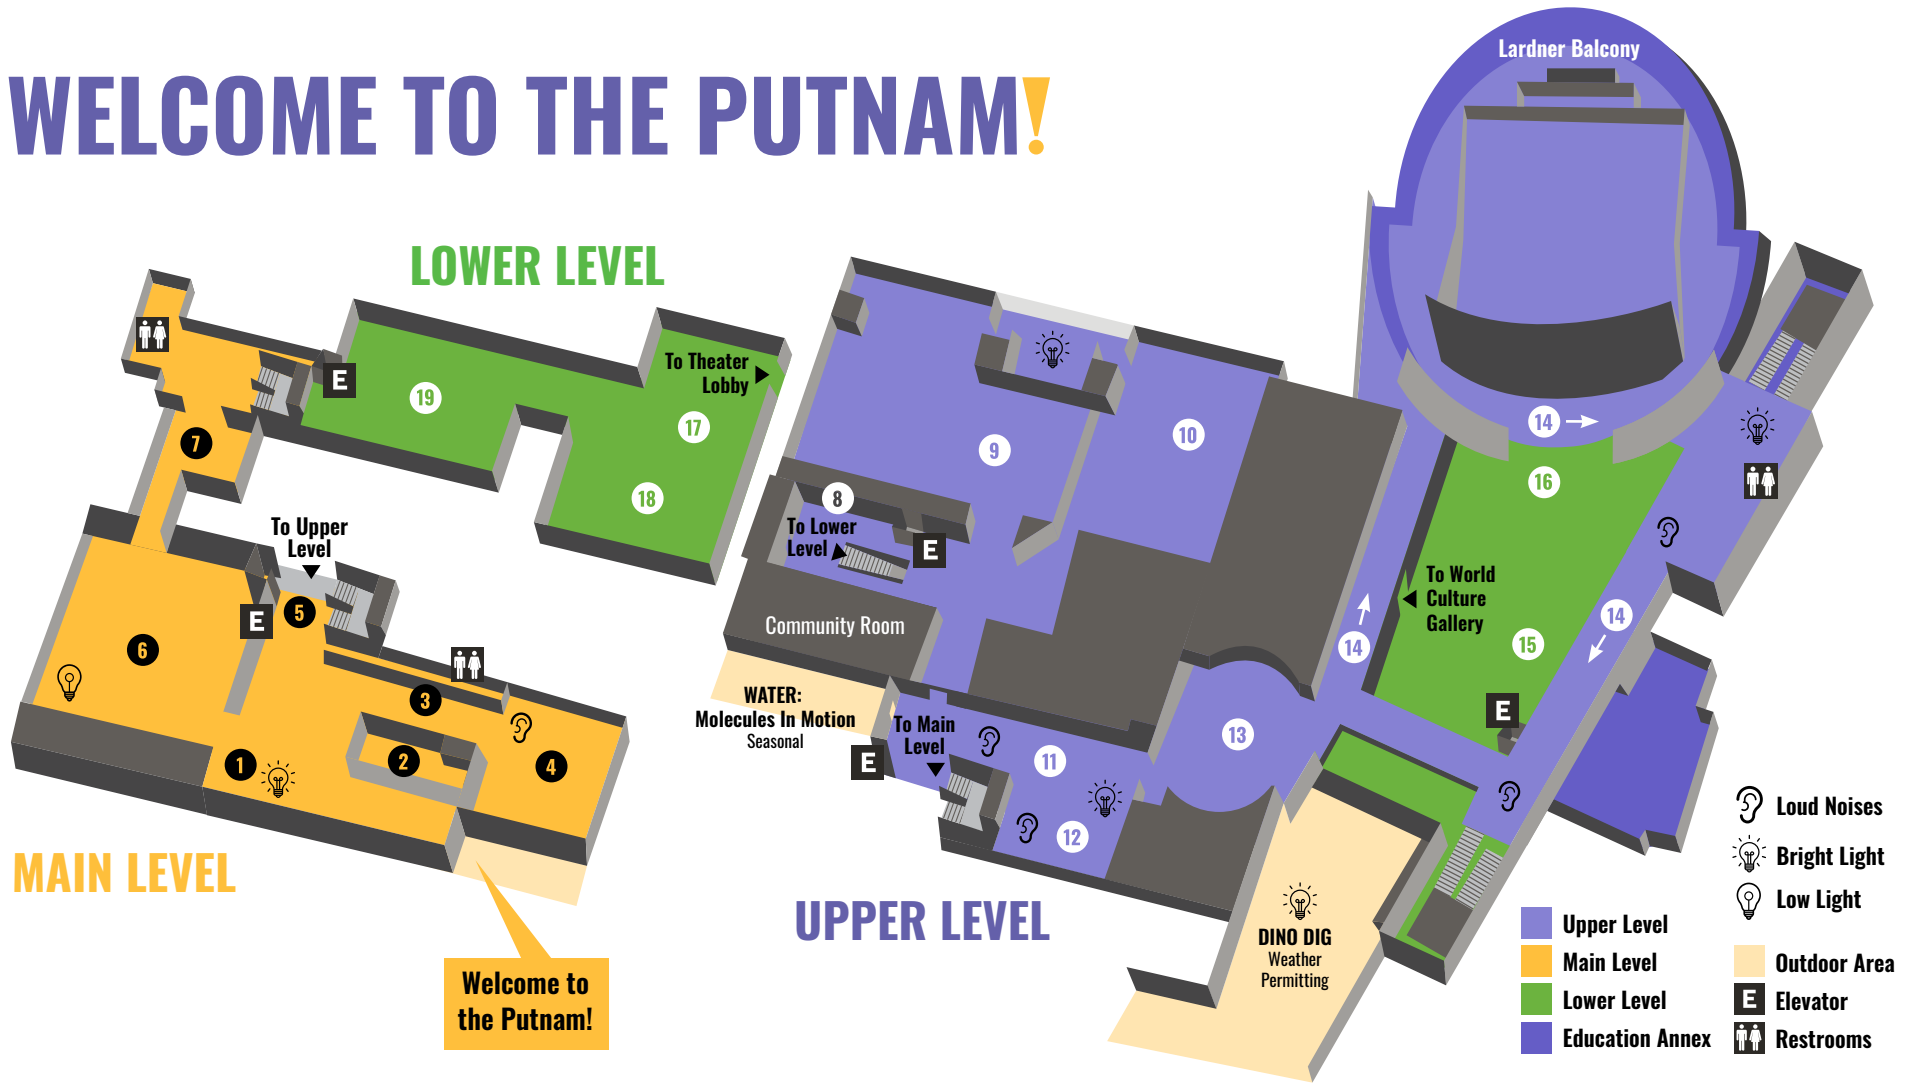 WELCOME TO THE PUTNAM!
Lardner Balcony
LOWER LEVEL
To Theater
Lobby
E
19
17
18
7
To Upper
Level
5
E
6
3
1
2
4
MAIN LEVEL
Welcome to
the Putnam!
9
10
8
To Lower
Level
E
Community Room
WATER:
Molecules In Motion
Seasonal
To Main
Level
E
11
12
13
UPPER LEVEL
14
16
To World
Culture
Gallery
14
15
14
E
DINO DIG
Weather
Permitting
Loud Noises
Bright Light
Low Light
Upper Level
Main Level
Lower Level
Education Annex
Outdoor Area
E Elevator
Restrooms